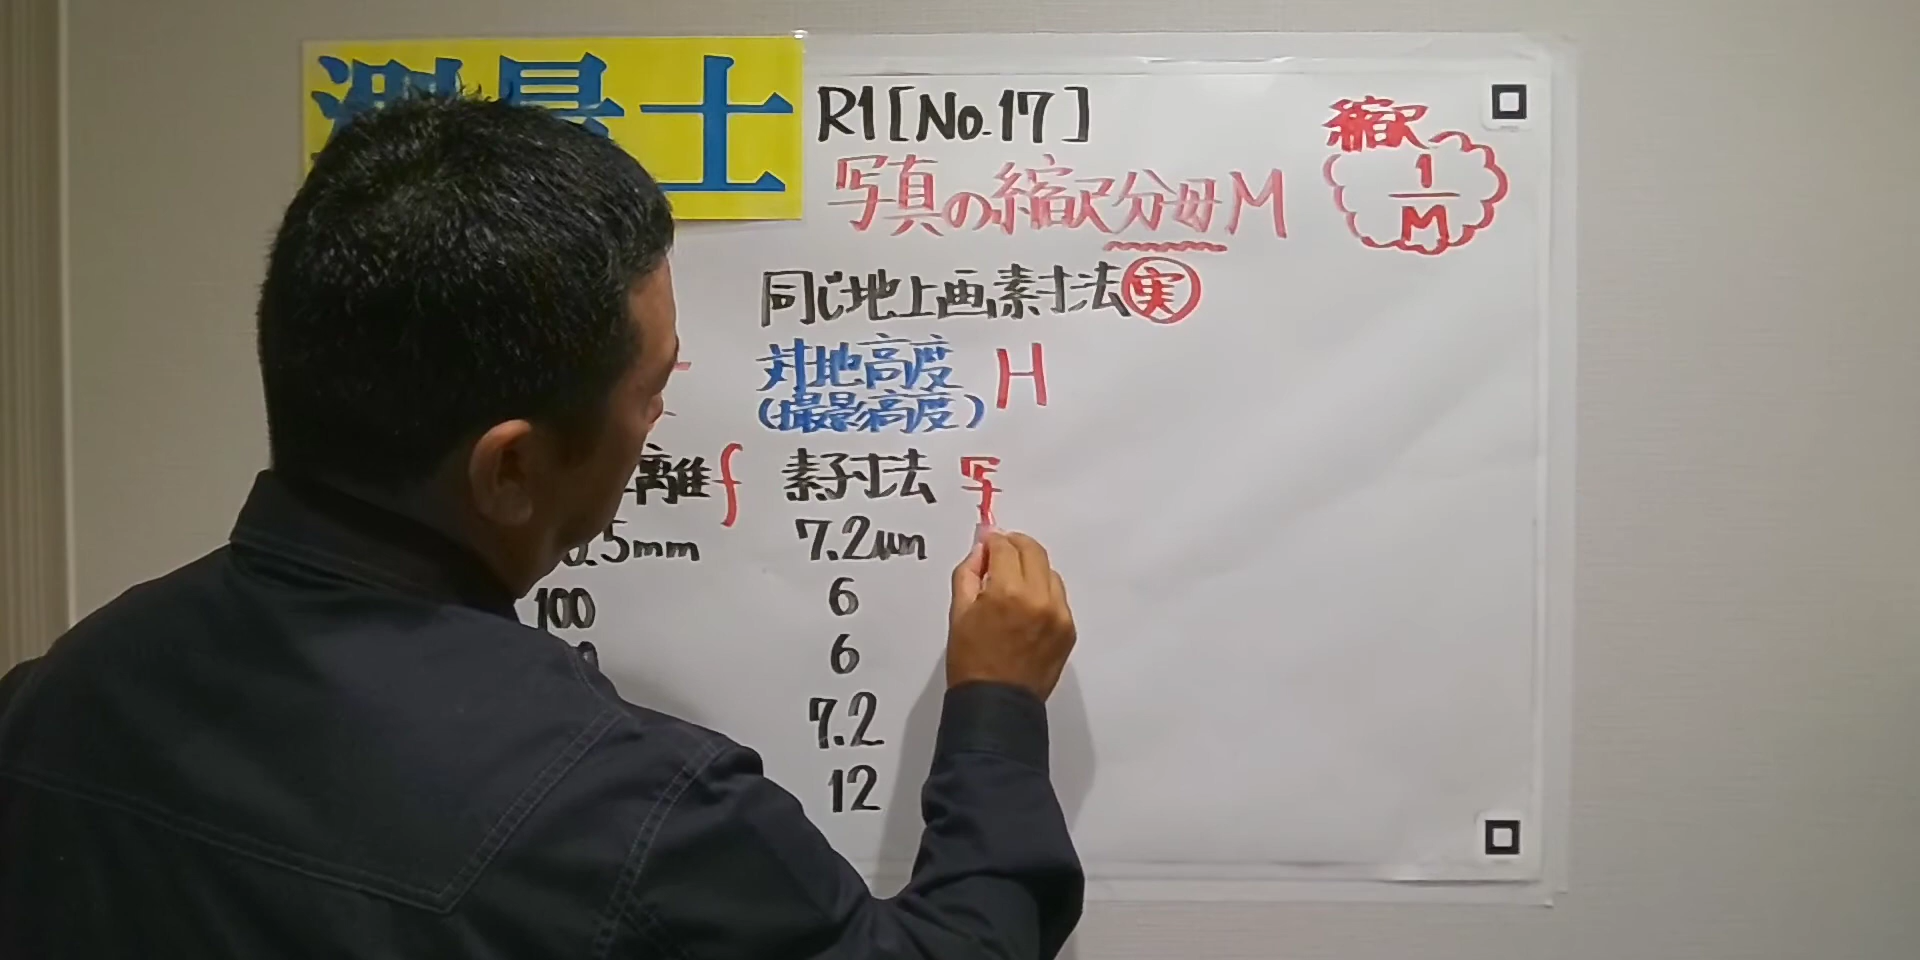 士
R1[No.17]
縮尺
1
M
写真の縮尺分母M
同じ地上画素寸法 実
対地高度 H
(撮影高度)
離 f 素子寸法 写
.5mm 7.2μm
100 6
6
7.2
12